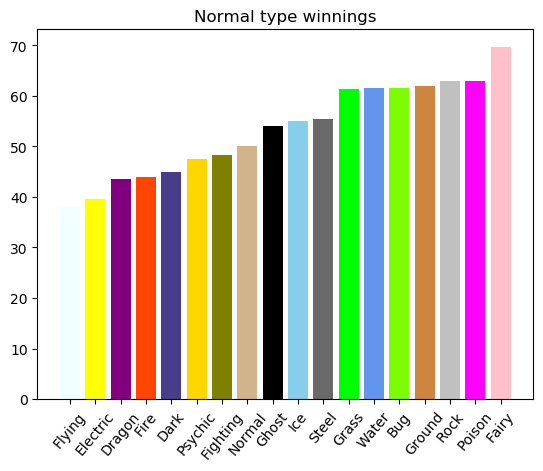 Normal type winnings
70
60
50
40
30
20
10
0
Flying
Electric
Dragon
Fire
Dark
Psychic
Fighting
Normal
Ghost
Ice
Steel
Grass
Water
Bug
Ground
Rock
Poison
Fairy